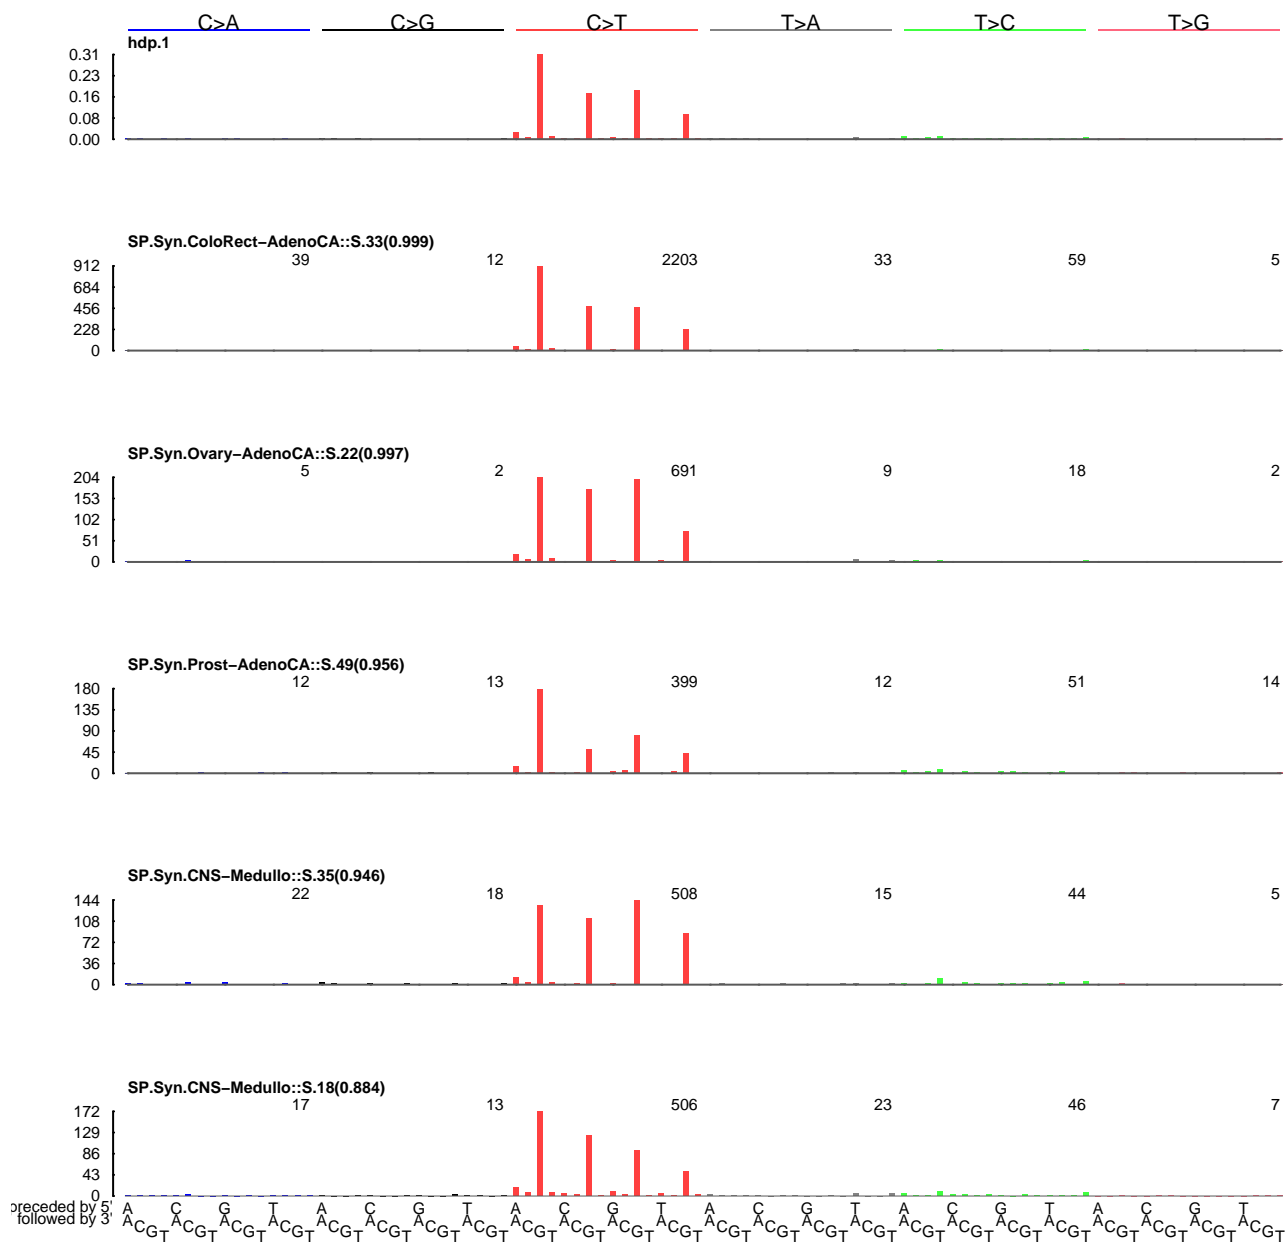 C>A C>G C>T T>A T>C T>G
hdp.1
0.31
0.23
0.16
0.08
0.00
SP.Syn.ColoRect−AdenoCA::S.33(0.999)
39 12 2203 33 59 5
912
684
456
228
0
SP.Syn.Ovary−AdenoCA::S.22(0.997)
5 2 691 9 18 2
204
153
102
51
0
SP.Syn.Prost−AdenoCA::S.49(0.956)
12 13 399 12 51 14
180
135
90
45
0
SP.Syn.CNS−Medullo::S.35(0.946)
22 18 508 15 44 5
144
108
72
36
0
SP.Syn.CNS−Medullo::S.18(0.884)
17 13 506 23 46 7
172
129
86
43
0
preceded by 5' A C G T A C G T A C G T A C G T A C G T A C G T
followed by 3' ACGT ACGT ACGT ACGT ACGT ACGT ACGT ACGT ACGT ACGT ACGT ACGT ACGT ACGT ACGT ACGT ACGT ACGT ACGT ACGT ACGT ACGT ACGT ACGT